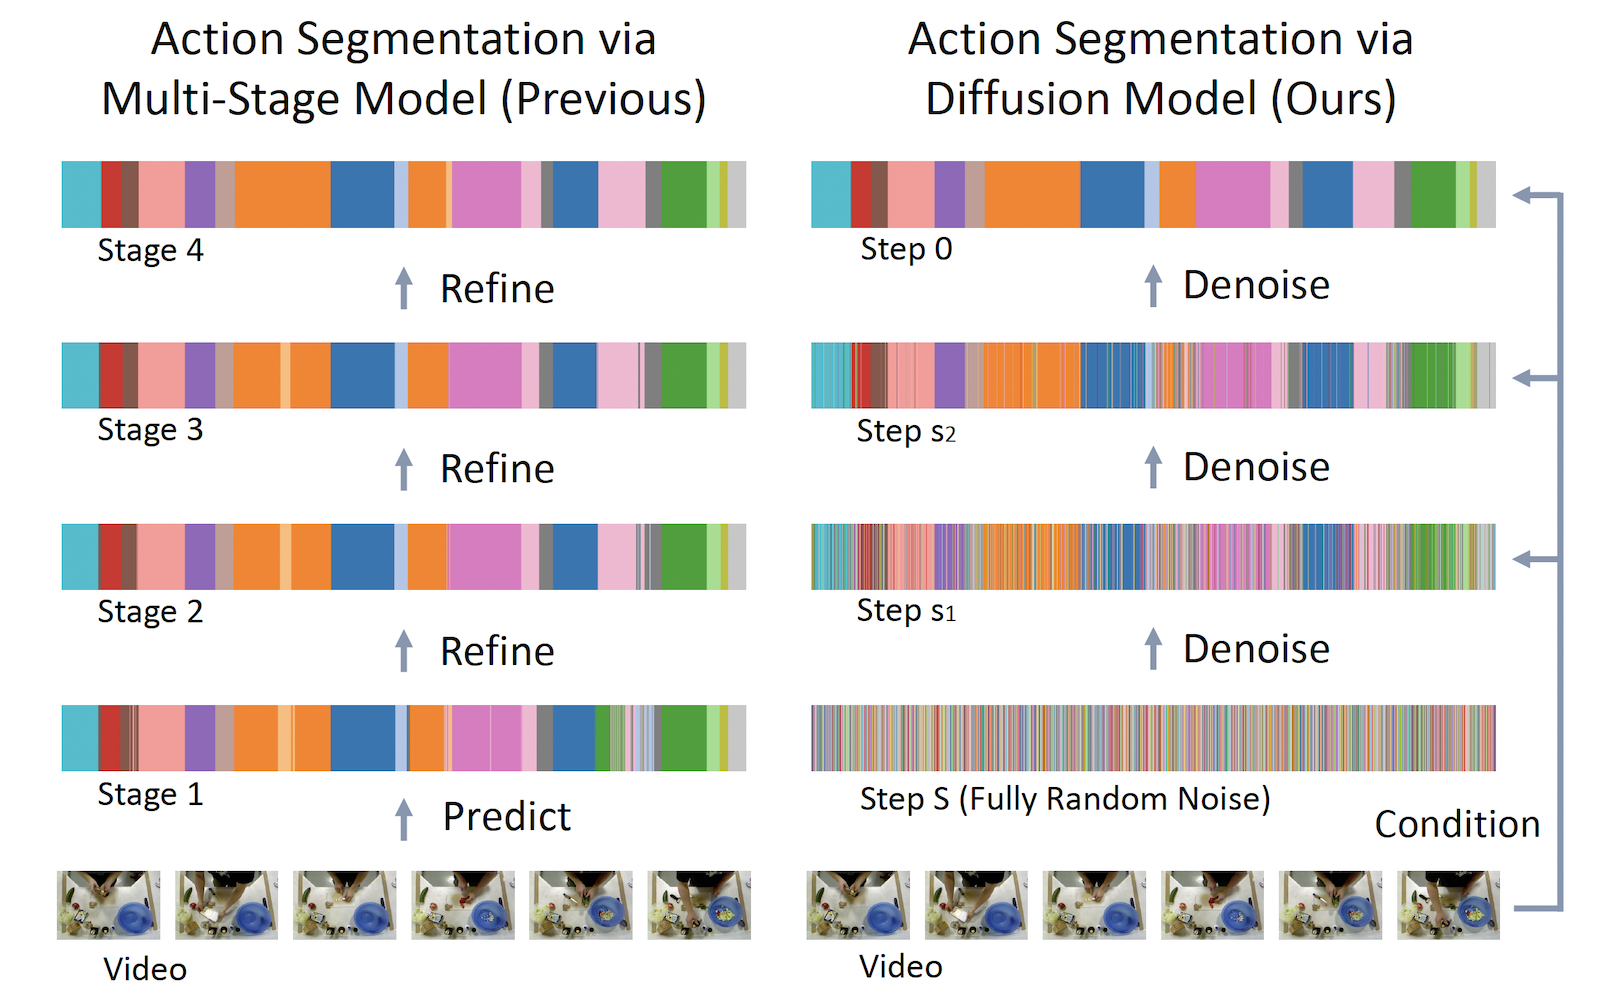 Action Segmentation via
Multi-Stage Model (Previous)
Stage 4
Refine
Stage 3
Refine
Stage 2
Refine
Stage 1
Predict
Video
Action Segmentation via
Diffusion Model (Ours)
Step 0
Denoise
Step s2
Denoise
Step s1
Denoise
Step S (Fully Random Noise)
Condition
Video